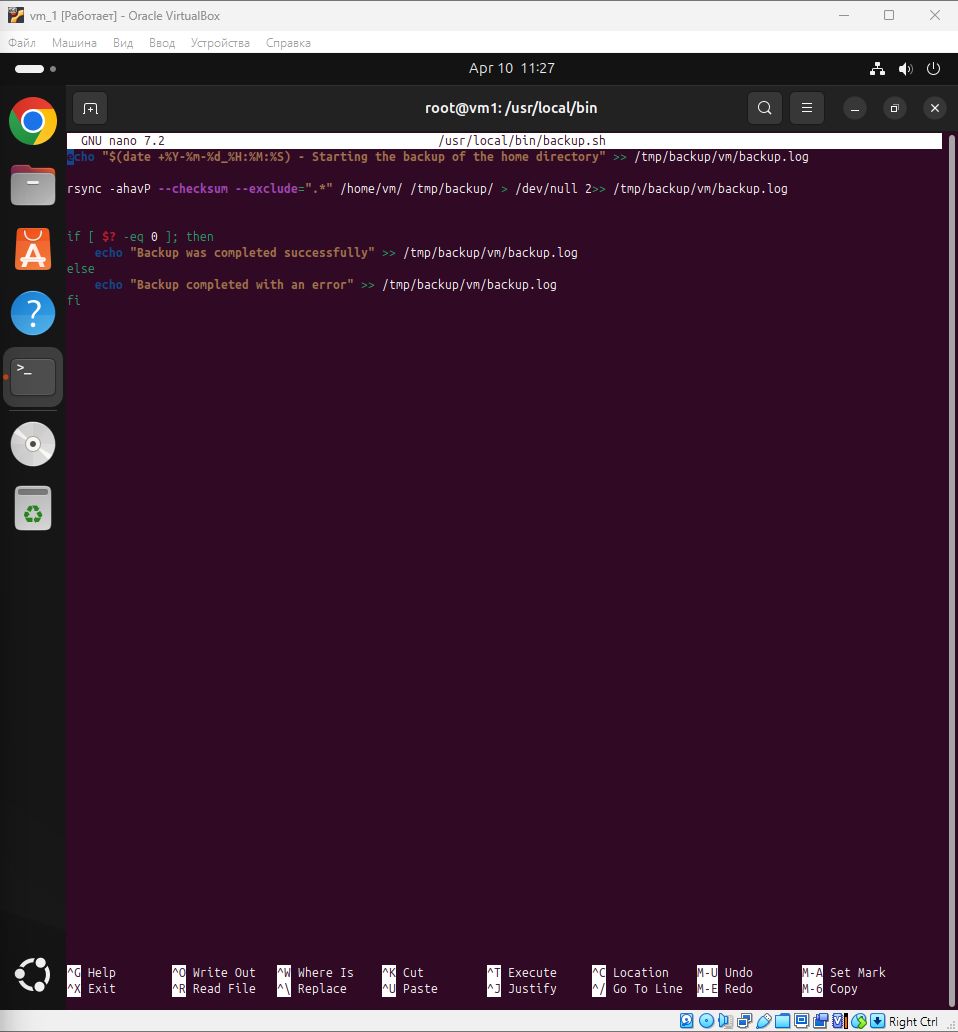 vm_1 [Работает] - Oracle VirtualBox
Файл Машина Вид Ввод Устройства Справка
Apr 10 11:27
root@vm1: /usr/local/bin
GNU nano 7.2 /usr/local/bin/backup.sh
echo "$(date +%Y-%m-%d_%H:%M:%S) - Starting the backup of the home directory" >> /tmp/backup/vm/backup.log
rsync -ahavP --checksum --exclude=".*" /home/vm/ /tmp/backup/ > /dev/null 2>> /tmp/backup/vm/backup.log
if [ $? -eq 0 ]; then
    echo "Backup was completed successfully" >> /tmp/backup/vm/backup.log
else
    echo "Backup completed with an error" >> /tmp/backup/vm/backup.log
fi
^G Help ^O Write Out ^W Where Is ^K Cut ^T Execute ^C Location M-U Undo M-A Set Mark
^X Exit ^R Read File ^\ Replace ^U Paste ^J Justify ^/ Go To Line M-E Redo M-6 Copy
Right Ctrl